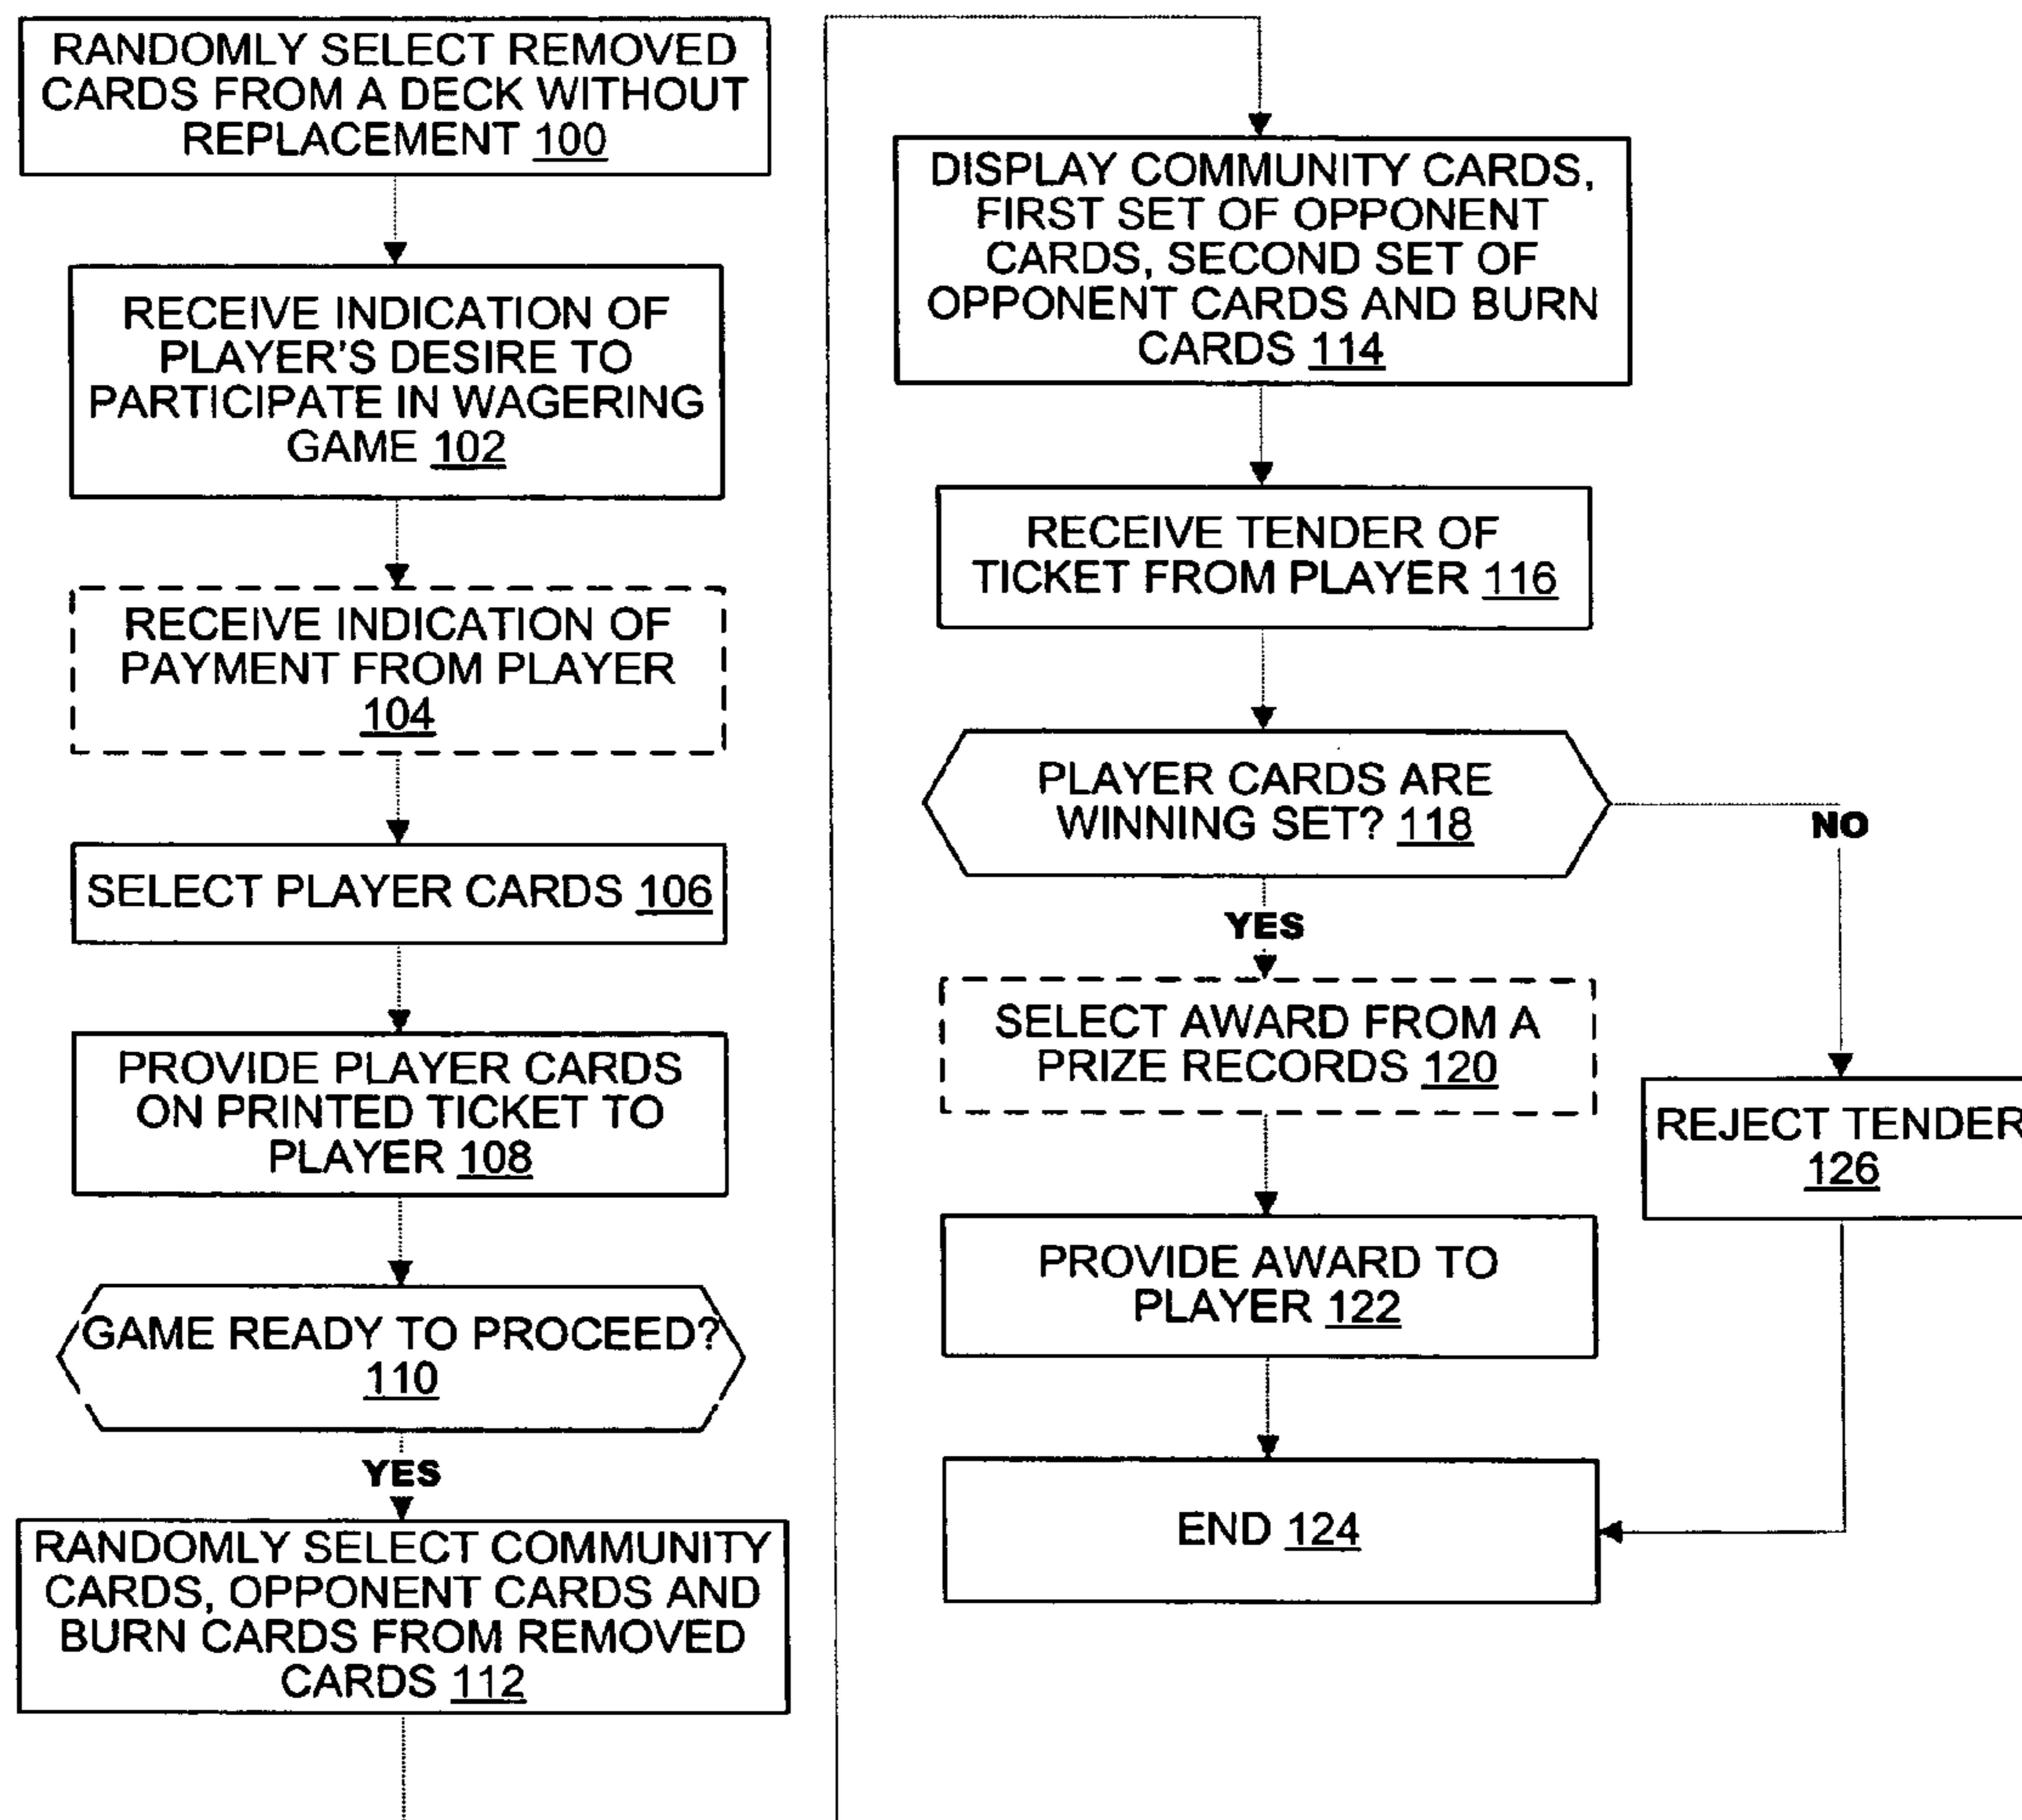 RANDOMLY SELECT REMOVED
CARDS FROM A DECK WITHOUT
REPLACEMENT 100
RECEIVE INDICATION OF
PLAYER'S DESIRE TO
PARTICIPATE IN WAGERING
GAME 102
RECEIVE INDICATION OF
PAYMENT FROM PLAYER
104
SELECT PLAYER CARDS 106
PROVIDE PLAYER CARDS
ON PRINTED TICKET TO
PLAYER 108
GAME READY TO PROCEED?
110
YES
RANDOMLY SELECT COMMUNITY
CARDS, OPPONENT CARDS AND
BURN CARDS FROM REMOVED
CARDS 112
DISPLAY COMMUNITY CARDS,
FIRST SET OF OPPONENT
CARDS, SECOND SET OF
OPPONENT CARDS AND BURN
CARDS 114
RECEIVE TENDER OF
TICKET FROM PLAYER 116
PLAYER CARDS ARE
WINNING SET? 118
NO
YES
SELECT AWARD FROM A
PRIZE RECORDS 120
REJECT TENDER
126
PROVIDE AWARD TO
PLAYER 122
END 124